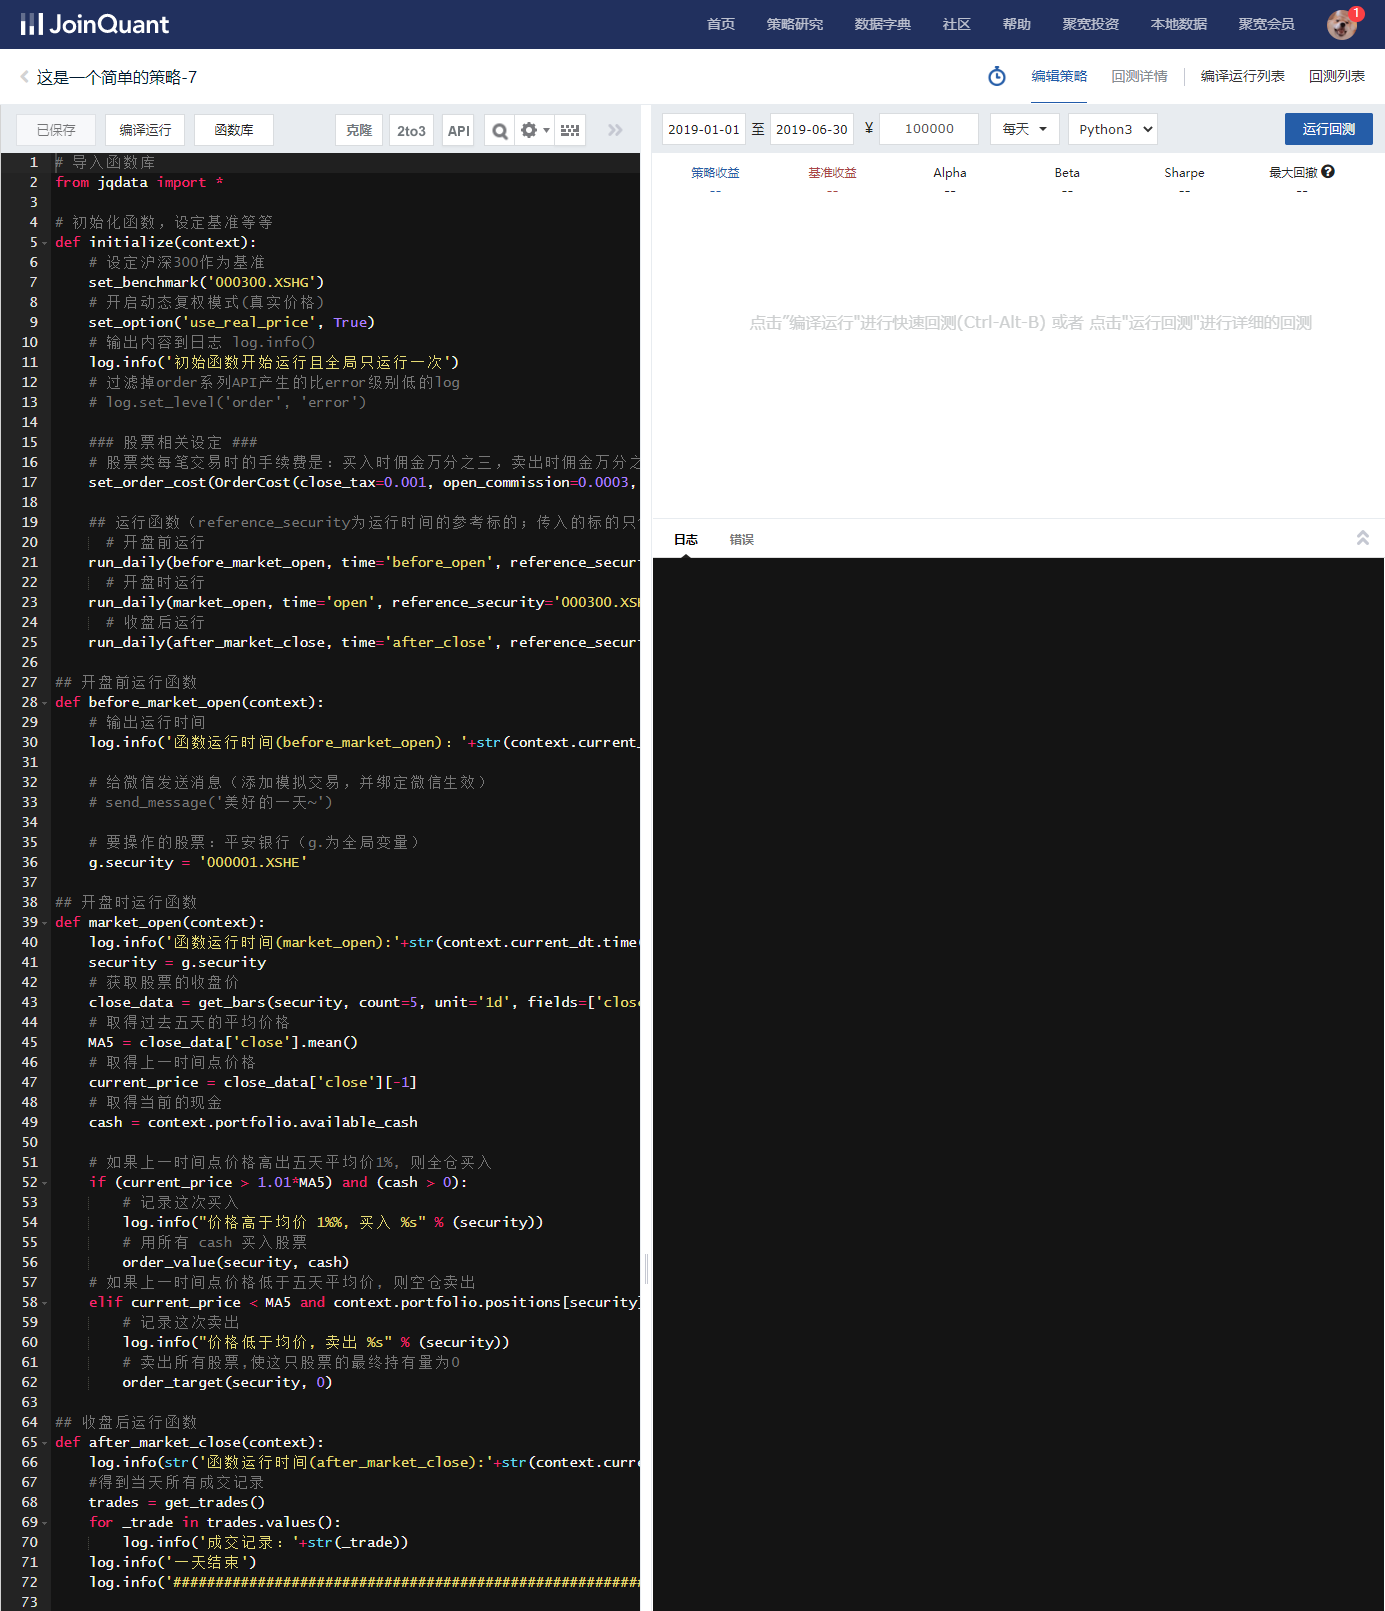 JoinQuant
首页 策略研究 数据字典 社区 帮助 聚宽投资 本地数据 聚宽会员 1
这是一个简单的策略-7
编辑策略 回测详情 编译运行列表 回测列表
已保存 编译运行 函数库 克隆 2to3 API
2019-01-01 至 2019-06-30 ¥ 100000 每天 Python3 运行回测
策略收益 基准收益 Alpha Beta Sharpe 最大回撤
-- -- -- -- -- --
点击"编译运行"进行快速回测(Ctrl-Alt-B) 或者 点击"运行回测"进行详细的回测
日志 错误
1 # 导入函数库
2 from jqdata import *
3
4 # 初始化函数，设定基准等等
5 def initialize(context):
6 # 设定沪深300作为基准
7 set_benchmark('000300.XSHG')
8 # 开启动态复权模式(真实价格)
9 set_option('use_real_price', True)
10 # 输出内容到日志 log.info()
11 log.info('初始函数开始运行且全局只运行一次')
12 # 过滤掉order系列API产生的比error级别低的log
13 # log.set_level('order', 'error')
14
15 ### 股票相关设定 ###
16 # 股票类每笔交易时的手续费是：买入时佣金万分之三，卖出时佣金万分之
17 set_order_cost(OrderCost(close_tax=0.001, open_commission=0.0003,
18
19 ## 运行函数（reference_security为运行时间的参考标的；传入的标的只
20 # 开盘前运行
21 run_daily(before_market_open, time='before_open', reference_securi
22 # 开盘时运行
23 run_daily(market_open, time='open', reference_security='000300.XSH
24 # 收盘后运行
25 run_daily(after_market_close, time='after_close', reference_securi
26
27 ## 开盘前运行函数
28 def before_market_open(context):
29 # 输出运行时间
30 log.info('函数运行时间(before_market_open)：'+str(context.current_
31
32 # 给微信发送消息（添加模拟交易，并绑定微信生效）
33 # send_message('美好的一天~')
34
35 # 要操作的股票：平安银行（g.为全局变量）
36 g.security = '000001.XSHE'
37
38 ## 开盘时运行函数
39 def market_open(context):
40 log.info('函数运行时间(market_open):'+str(context.current_dt.time(
41 security = g.security
42 # 获取股票的收盘价
43 close_data = get_bars(security, count=5, unit='1d', fields=['close
44 # 取得过去五天的平均价格
45 MA5 = close_data['close'].mean()
46 # 取得上一时间点价格
47 current_price = close_data['close'][-1]
48 # 取得当前的现金
49 cash = context.portfolio.available_cash
50
51 # 如果上一时间点价格高出五天平均价1%，则全仓买入
52 if (current_price > 1.01*MA5) and (cash > 0):
53 # 记录这次买入
54 log.info("价格高于均价 1%%，买入 %s" % (security))
55 # 用所有 cash 买入股票
56 order_value(security, cash)
57 # 如果上一时间点价格低于五天平均价，则空仓卖出
58 elif current_price < MA5 and context.portfolio.positions[security]
59 # 记录这次卖出
60 log.info("价格低于均价，卖出 %s" % (security))
61 # 卖出所有股票,使这只股票的最终持有量为0
62 order_target(security, 0)
63
64 ## 收盘后运行函数
65 def after_market_close(context):
66 log.info(str('函数运行时间(after_market_close):'+str(context.curre
67 #得到当天所有成交记录
68 trades = get_trades()
69 for _trade in trades.values():
70 log.info('成交记录：'+str(_trade))
71 log.info('一天结束')
72 log.info('########################################################
73